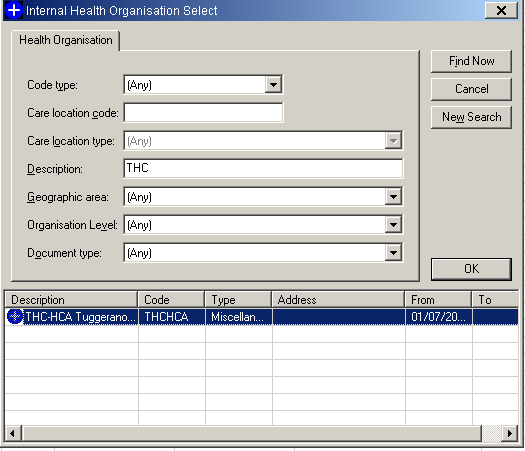 Internal Health Organisation Select
Health Organisation
Find Now
Code type: (Any)
Cancel
Care location code:
New Search
Care location type: (Any)
Description: THC
Geographic area: (Any)
Organisation Level: (Any)
Document type: (Any)
OK
Description Code Type Address From To
THC-HCA Tuggerano... THCHCA Miscellan... 01/07/20...